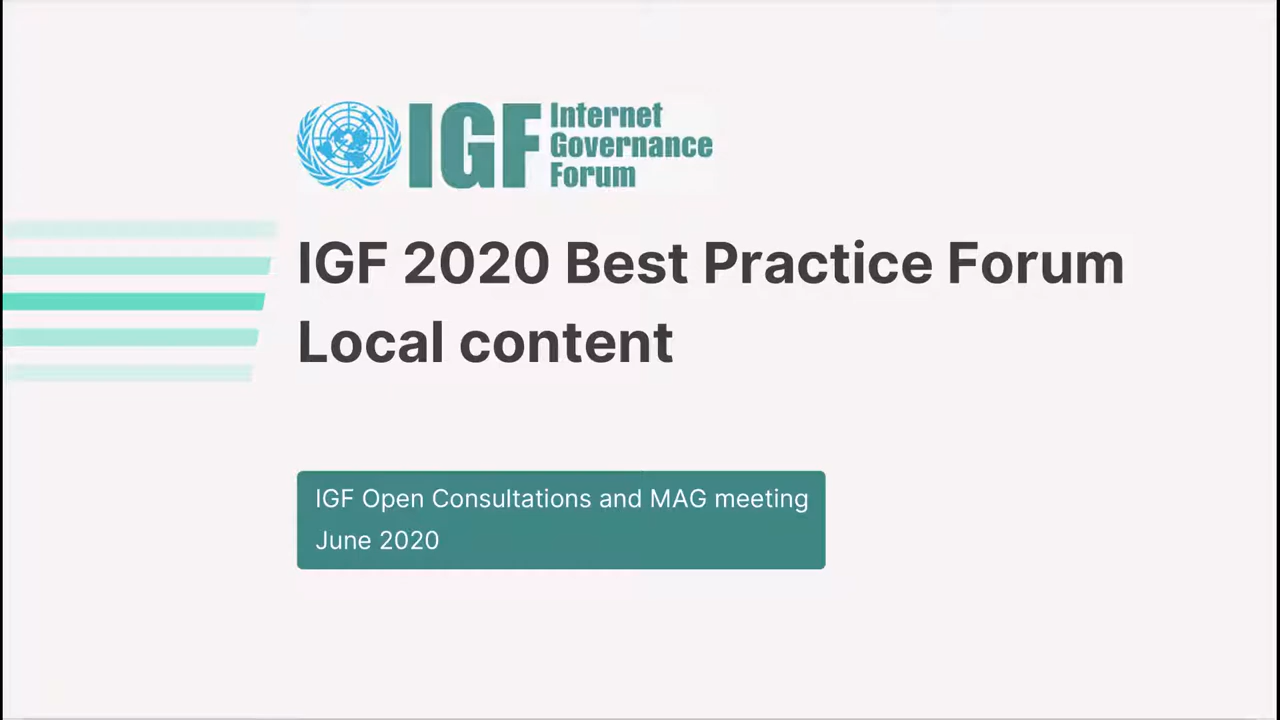 IGF
Internet
Governance
Forum
IGF 2020 Best Practice Forum
Local content
IGF Open Consultations and MAG meeting
June 2020